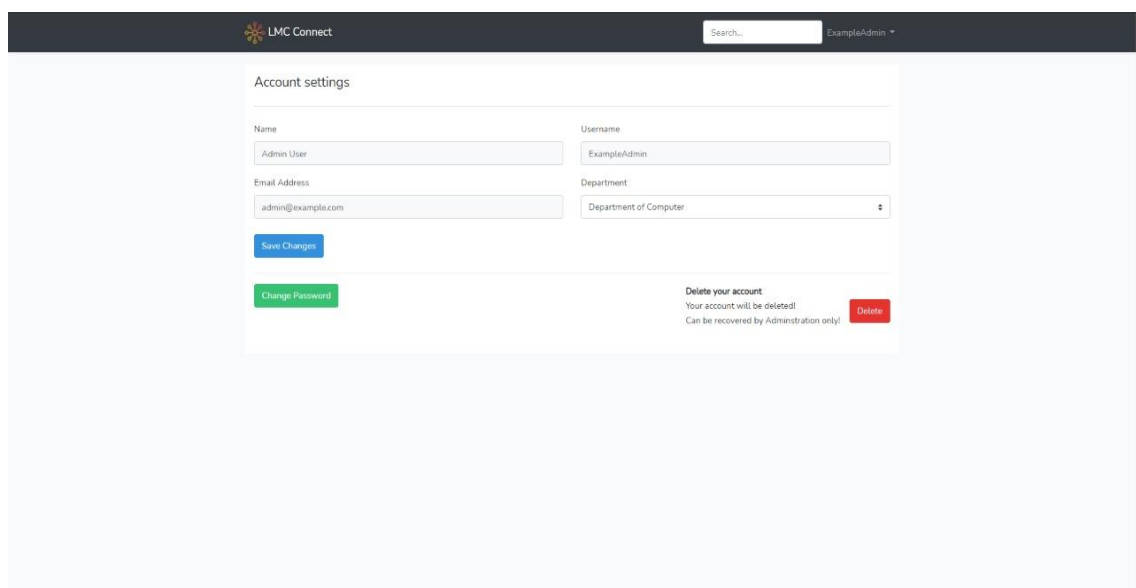 LMC Connect
Search...
ExampleAdmin
Account settings
Name
Username
Admin User
ExampleAdmin
Email Address
Department
admin@example.com
Department of Computer
Save Changes
Change Password
Delete your account
Your account will be deleted!
Can be recovered by Adminstration only!
Delete